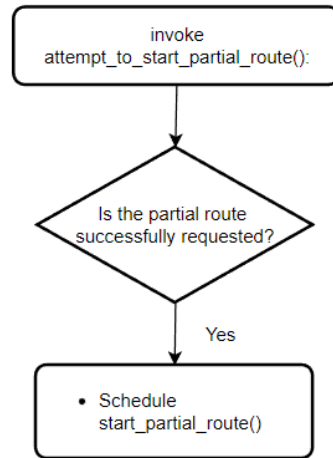 invoke
attempt_to_start_partial_route():
Is the partial route
successfully requested?
Yes
• Schedule
start_partial_route()